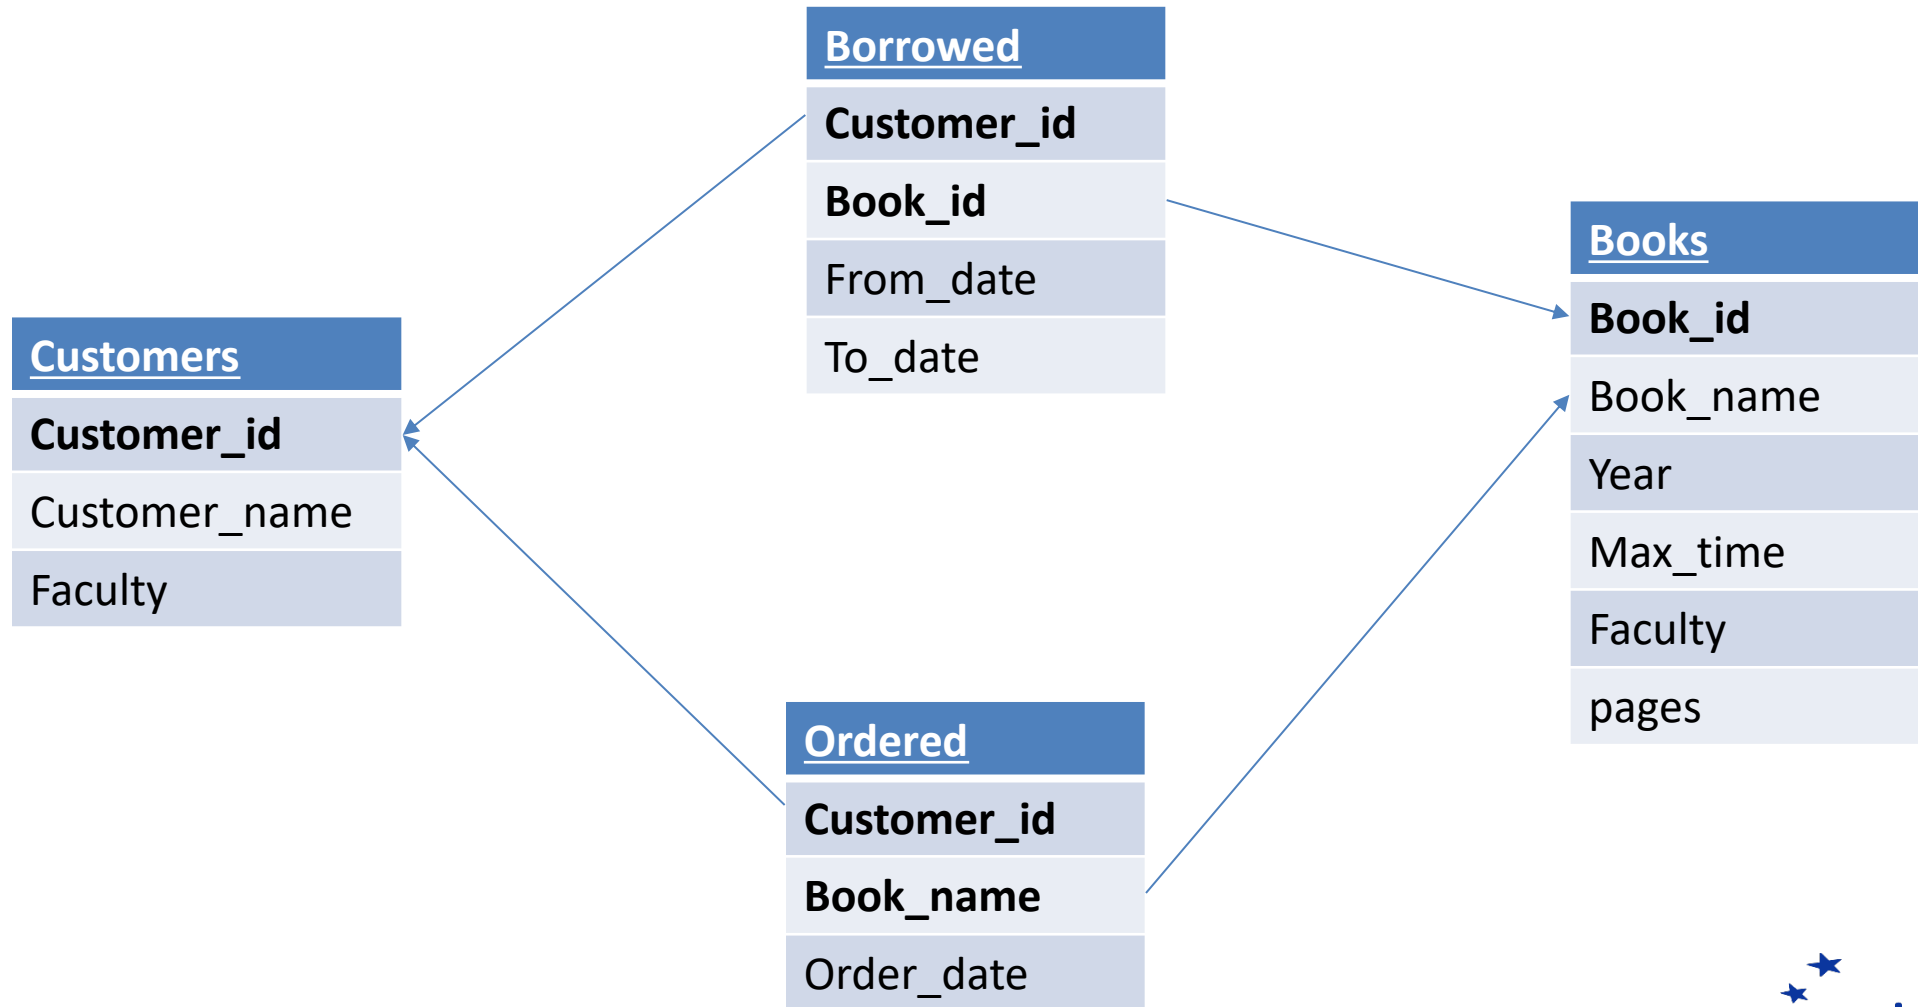 Borrowed
Customer_id
Book_id
From_date
To_date
Books
Book_id
Book_name
Year
Max_time
Faculty
pages
Customers
Customer_id
Customer_name
Faculty
Ordered
Customer_id
Book_name
Order_date